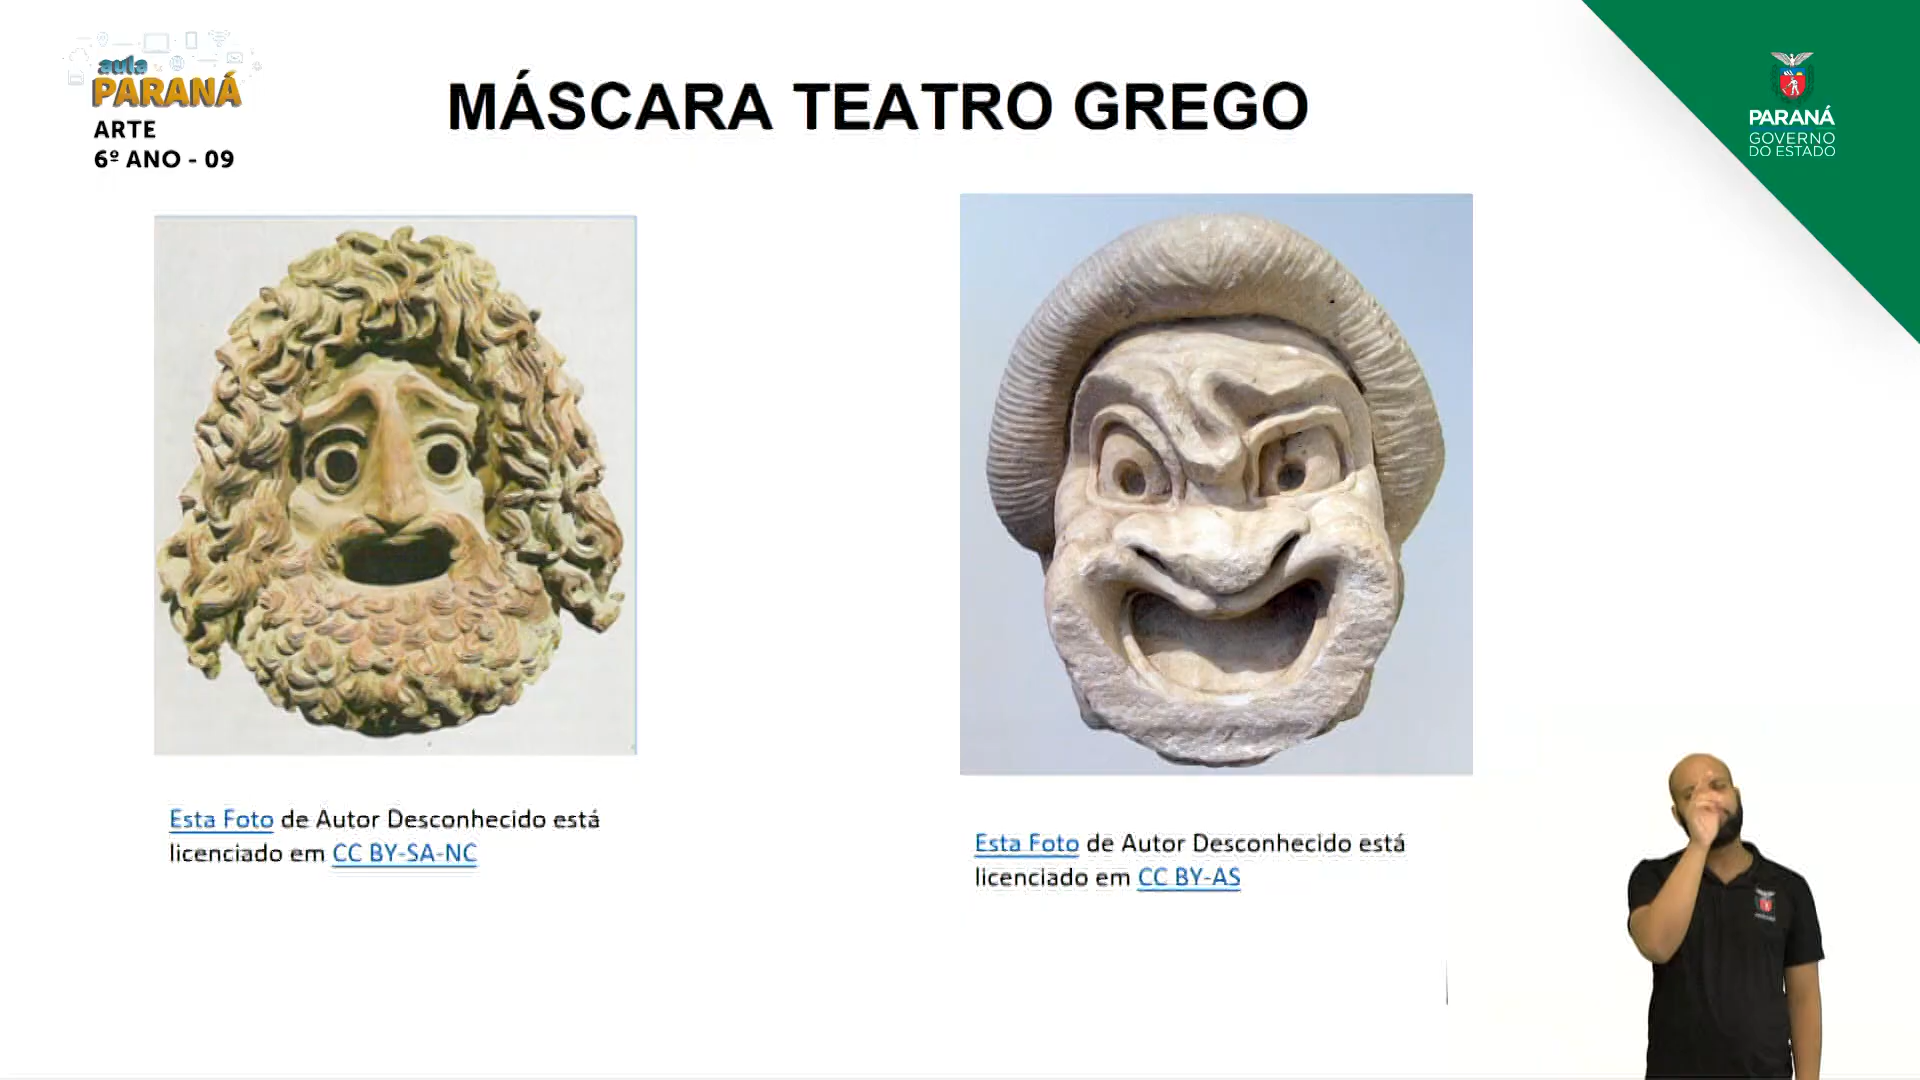 aula
PARANÁ
ARTE
6º ANO - 09
MÁSCARA TEATRO GREGO
PARANÁ
GOVERNO
DO ESTADO
Esta Foto de Autor Desconhecido está
licenciado em CC BY-SA-NC
Esta Foto de Autor Desconhecido está
licenciado em CC BY-AS